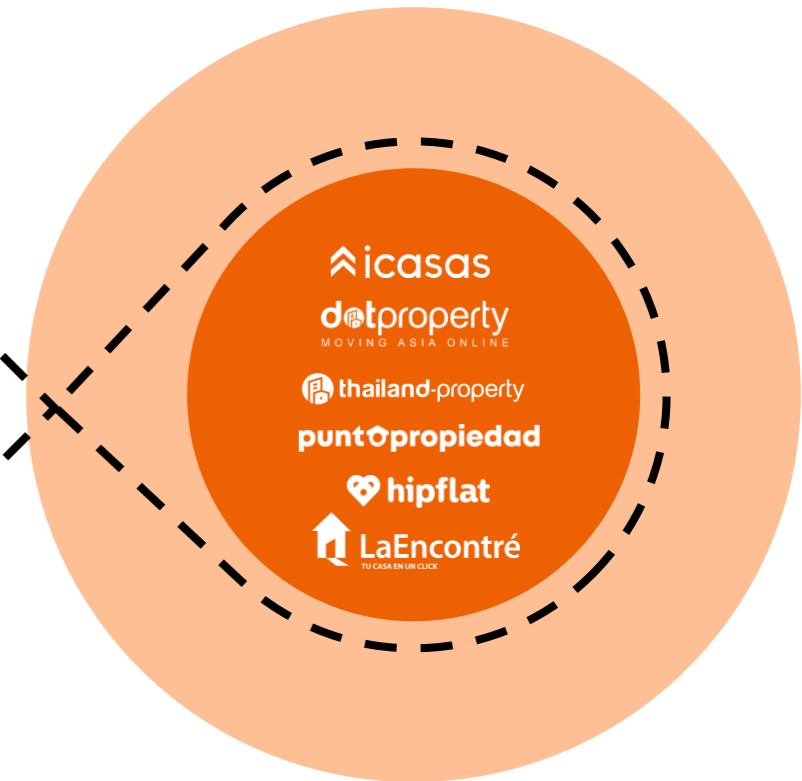 icasas
dotproperty
MOVING ASIA ONLINE
thailand-property
puntopropiedad
hipflat
LaEncontré
TU CASA EN UN CLICK